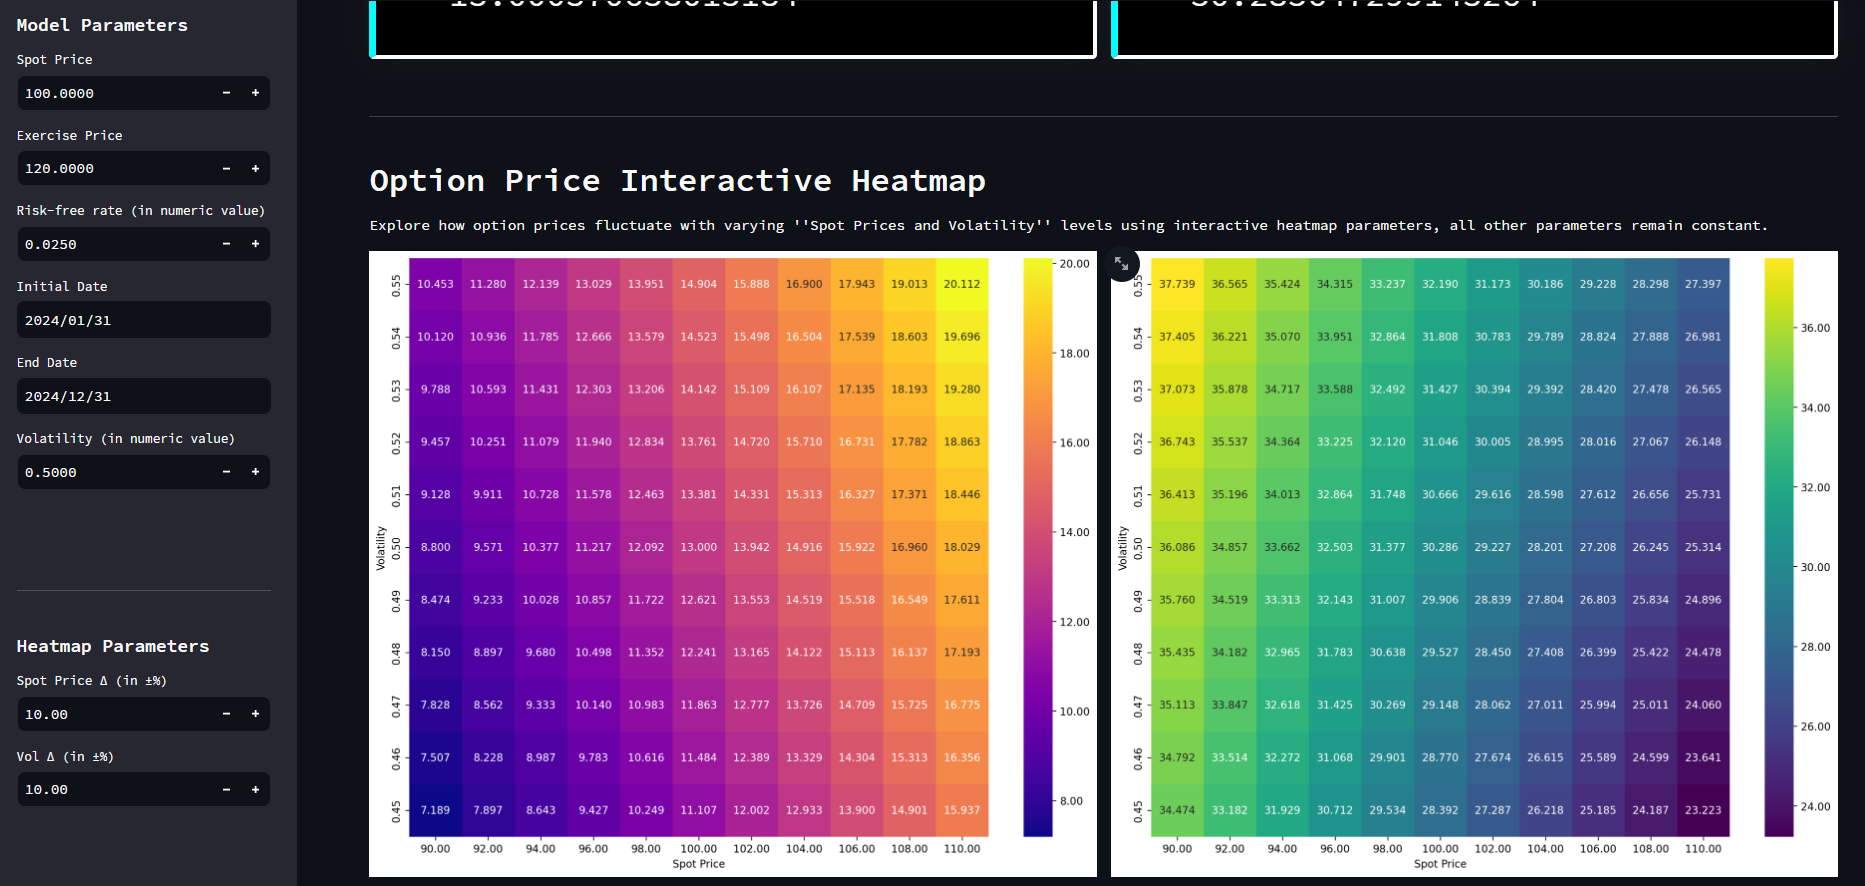 Model Parameters
Spot Price
100.0000
Exercise Price
120.0000
Risk-free rate (in numeric value)
0.0250
Initial Date
2024/01/31
End Date
2024/12/31
Volatility (in numeric value)
0.5000
Heatmap Parameters
Spot Price Δ (in ±%)
10.00
Vol Δ (in ±%)
10.00
Option Price Interactive Heatmap
Explore how option prices fluctuate with varying ''Spot Prices and Volatility'' levels using interactive heatmap parameters, all other parameters remain constant.
Volatility
0.55 10.453 11.280 12.139 13.029 13.951 14.904 15.888 16.900 17.943 19.013 20.112
0.54 10.120 10.936 11.785 12.666 13.579 14.523 15.498 16.504 17.539 18.603 19.696
0.53 9.788 10.593 11.431 12.303 13.206 14.142 15.109 16.107 17.135 18.193 19.280
0.52 9.457 10.251 11.079 11.940 12.834 13.761 14.720 15.710 16.731 17.782 18.863
0.51 9.128 9.911 10.728 11.578 12.463 13.381 14.331 15.313 16.327 17.371 18.446
0.50 8.800 9.571 10.377 11.217 12.092 13.000 13.942 14.916 15.922 16.960 18.029
0.49 8.474 9.233 10.028 10.857 11.722 12.621 13.553 14.519 15.518 16.549 17.611
0.48 8.150 8.897 9.680 10.498 11.352 12.241 13.165 14.122 15.113 16.137 17.193
0.47 7.828 8.562 9.333 10.140 10.983 11.863 12.777 13.726 14.709 15.725 16.775
0.46 7.507 8.228 8.987 9.783 10.616 11.484 12.389 13.329 14.304 15.313 16.356
0.45 7.189 7.897 8.643 9.427 10.249 11.107 12.002 12.933 13.900 14.901 15.937
90.00 92.00 94.00 96.00 98.00 100.00 102.00 104.00 106.00 108.00 110.00
Spot Price
20.00
18.00
16.00
14.00
12.00
10.00
8.00
Volatility
0.55 37.739 36.565 35.424 34.315 33.237 32.190 31.173 30.186 29.228 28.298 27.397
0.54 37.405 36.221 35.070 33.951 32.864 31.808 30.783 29.789 28.824 27.888 26.981
0.53 37.073 35.878 34.717 33.588 32.492 31.427 30.394 29.392 28.420 27.478 26.565
0.52 36.743 35.537 34.364 33.225 32.120 31.046 30.005 28.995 28.016 27.067 26.148
0.51 36.413 35.196 34.013 32.864 31.748 30.666 29.616 28.598 27.612 26.656 25.731
0.50 36.086 34.857 33.662 32.503 31.377 30.286 29.227 28.201 27.208 26.245 25.314
0.49 35.760 34.519 33.313 32.143 31.007 29.906 28.839 27.804 26.803 25.834 24.896
0.48 35.435 34.182 32.965 31.783 30.638 29.527 28.450 27.408 26.399 25.422 24.478
0.47 35.113 33.847 32.618 31.425 30.269 29.148 28.062 27.011 25.994 25.011 24.060
0.46 34.792 33.514 32.272 31.068 29.901 28.770 27.674 26.615 25.589 24.599 23.641
0.45 34.474 33.182 31.929 30.712 29.534 28.392 27.287 26.218 25.185 24.187 23.223
90.00 92.00 94.00 96.00 98.00 100.00 102.00 104.00 106.00 108.00 110.00
Spot Price
36.00
34.00
32.00
30.00
28.00
26.00
24.00